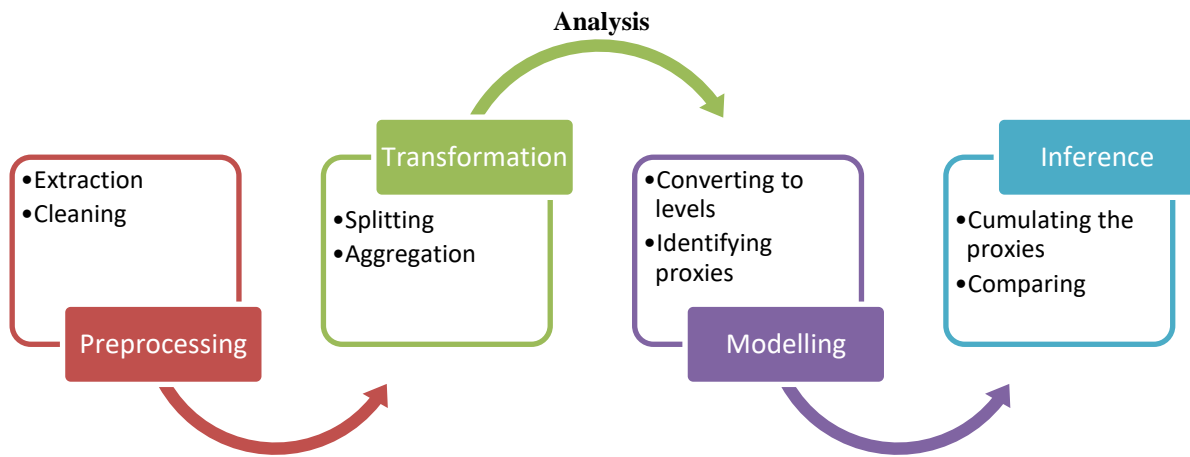 Analysis
•Extraction
•Cleaning
Preprocessing
Transformation
•Splitting
•Aggregation
•Converting to
levels
•Identifying
proxies
Modelling
Inference
•Cumulating the
proxies
•Comparing